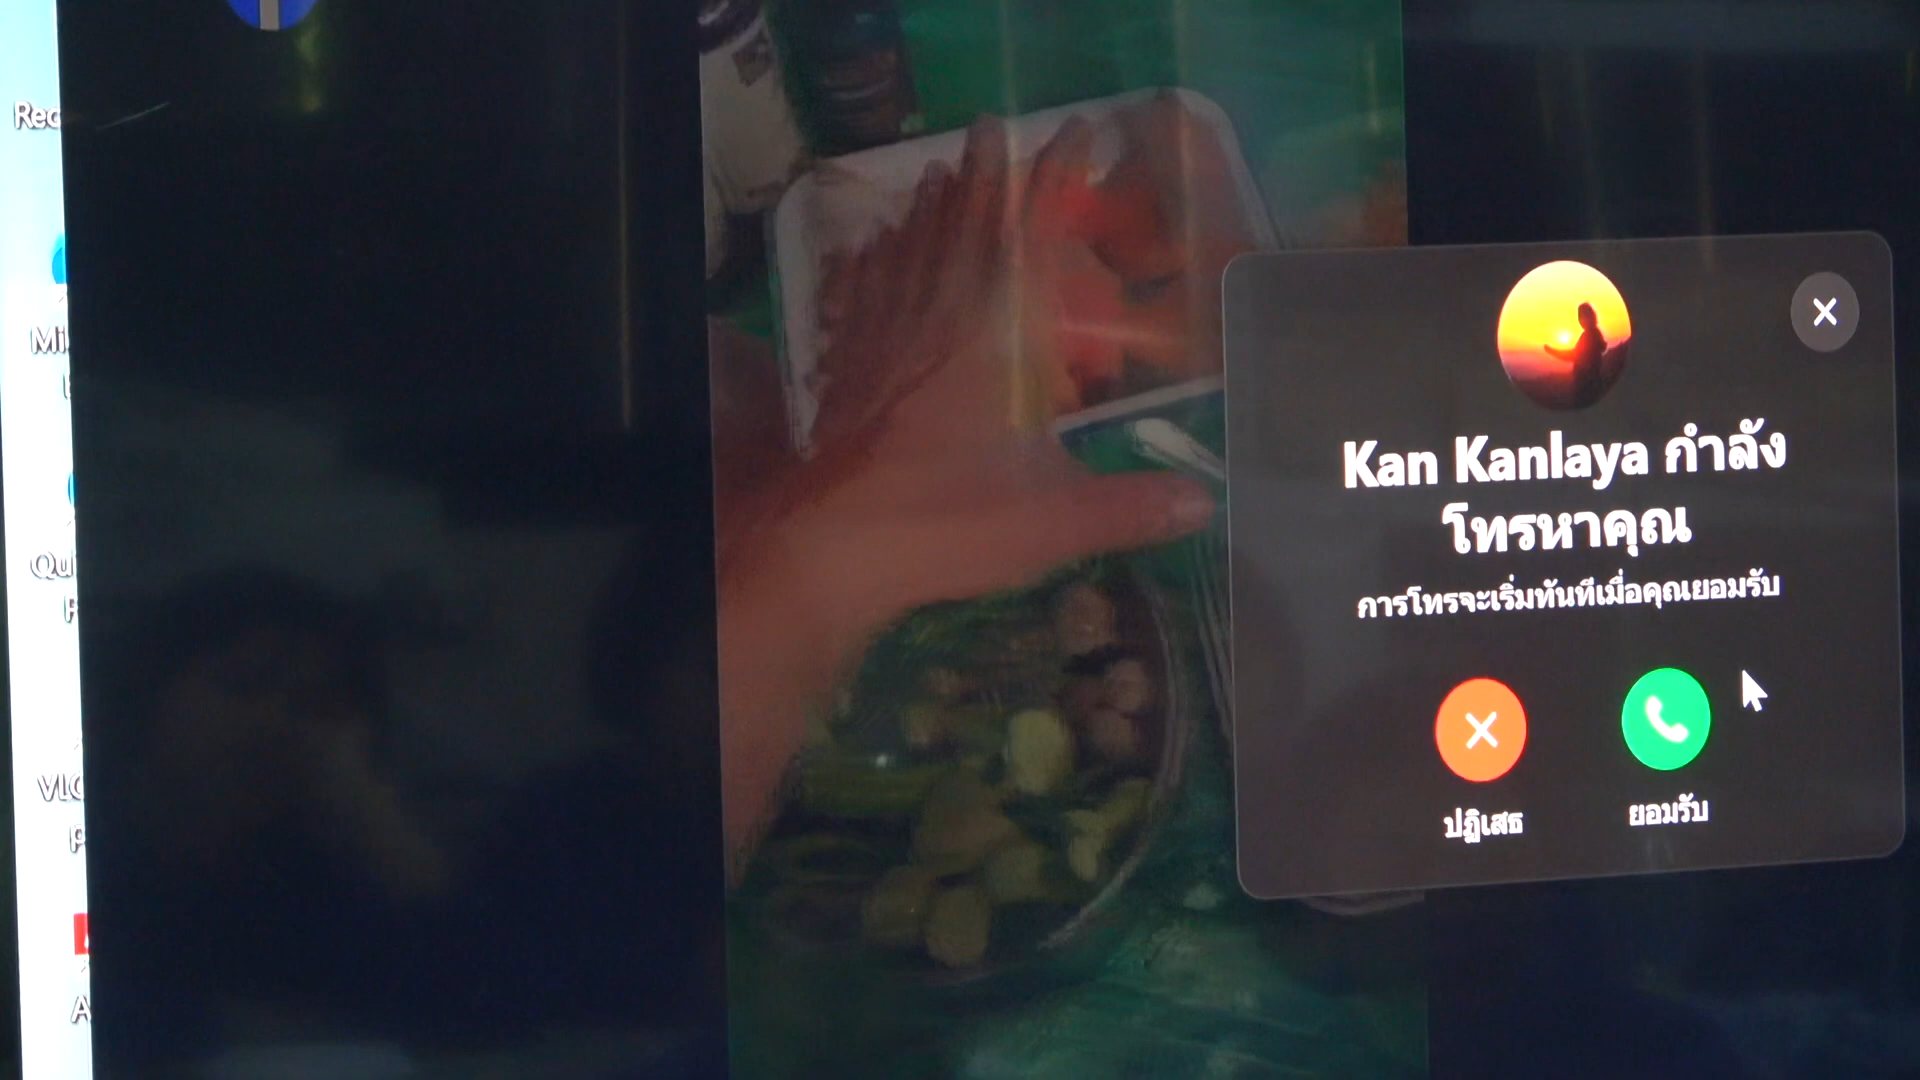 Kan Kanlaya กำลัง
โทรหาคุณ
การโทรจะเริ่มทันทีเมื่อคุณยอมรับ
ปฏิเสธ
ยอมรับ